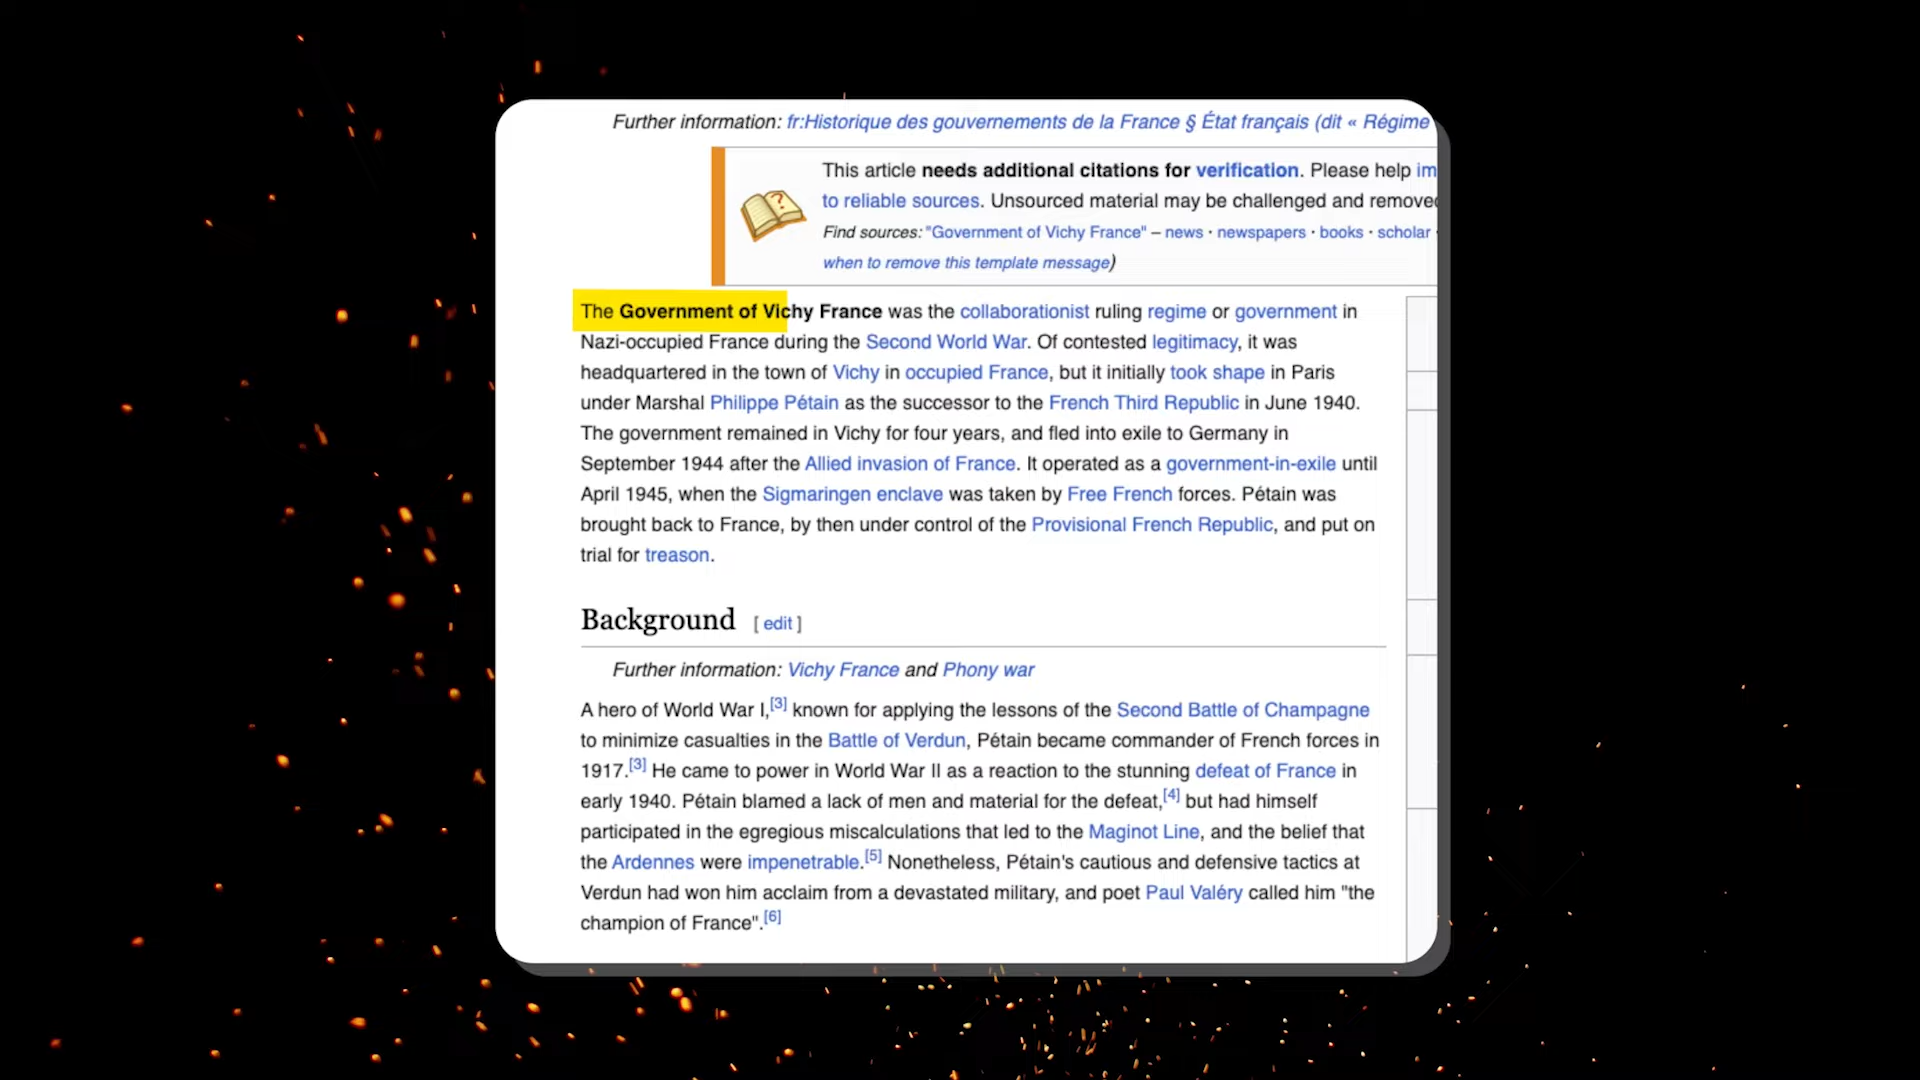 Further information: fr:Historique des gouvernements de la France § État français (dit « Régime
This article needs additional citations for verification. Please help im
to reliable sources. Unsourced material may be challenged and removed
Find sources: "Government of Vichy France" – news · newspapers · books · scholar ·
when to remove this template message)
The Government of Vichy France was the collaborationist ruling regime or government in
Nazi-occupied France during the Second World War. Of contested legitimacy, it was
headquartered in the town of Vichy in occupied France, but it initially took shape in Paris
under Marshal Philippe Pétain as the successor to the French Third Republic in June 1940.
The government remained in Vichy for four years, and fled into exile to Germany in
September 1944 after the Allied invasion of France. It operated as a government-in-exile until
April 1945, when the Sigmaringen enclave was taken by Free French forces. Pétain was
brought back to France, by then under control of the Provisional French Republic, and put on
trial for treason.
Background [ edit ]
Further information: Vichy France and Phony war
A hero of World War I,[3] known for applying the lessons of the Second Battle of Champagne
to minimize casualties in the Battle of Verdun, Pétain became commander of French forces in
1917.[3] He came to power in World War II as a reaction to the stunning defeat of France in
early 1940. Pétain blamed a lack of men and material for the defeat,[4] but had himself
participated in the egregious miscalculations that led to the Maginot Line, and the belief that
the Ardennes were impenetrable.[5] Nonetheless, Pétain's cautious and defensive tactics at
Verdun had won him acclaim from a devastated military, and poet Paul Valéry called him "the
champion of France".[6]